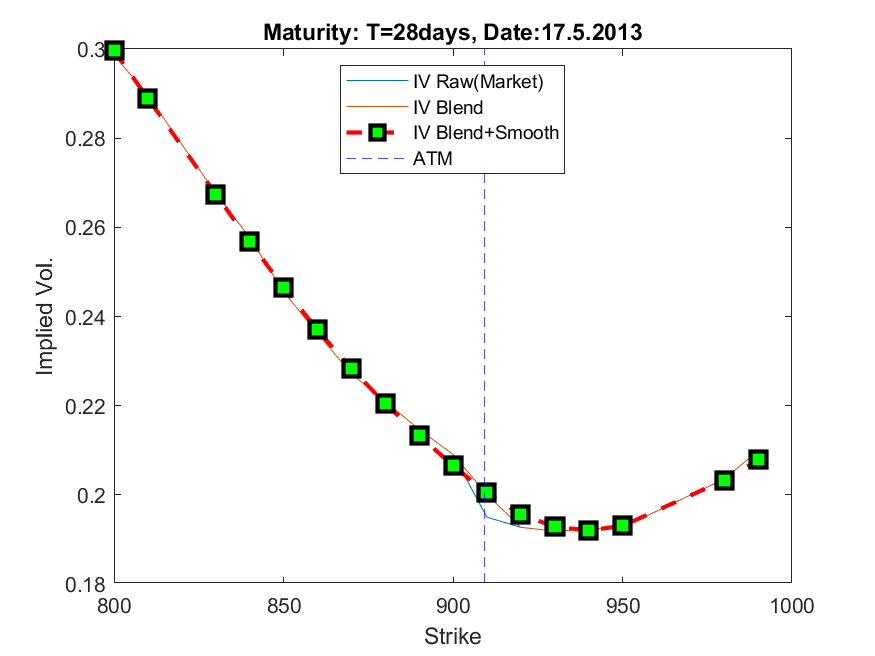 Maturity: T=28days, Date:17.5.2013
0.3
IV Raw(Market)
IV Blend
IV Blend+Smooth
ATM
0.28
0.26
0.24
0.22
0.2
0.18
Implied Vol.
800
850
900
950
1000
Strike